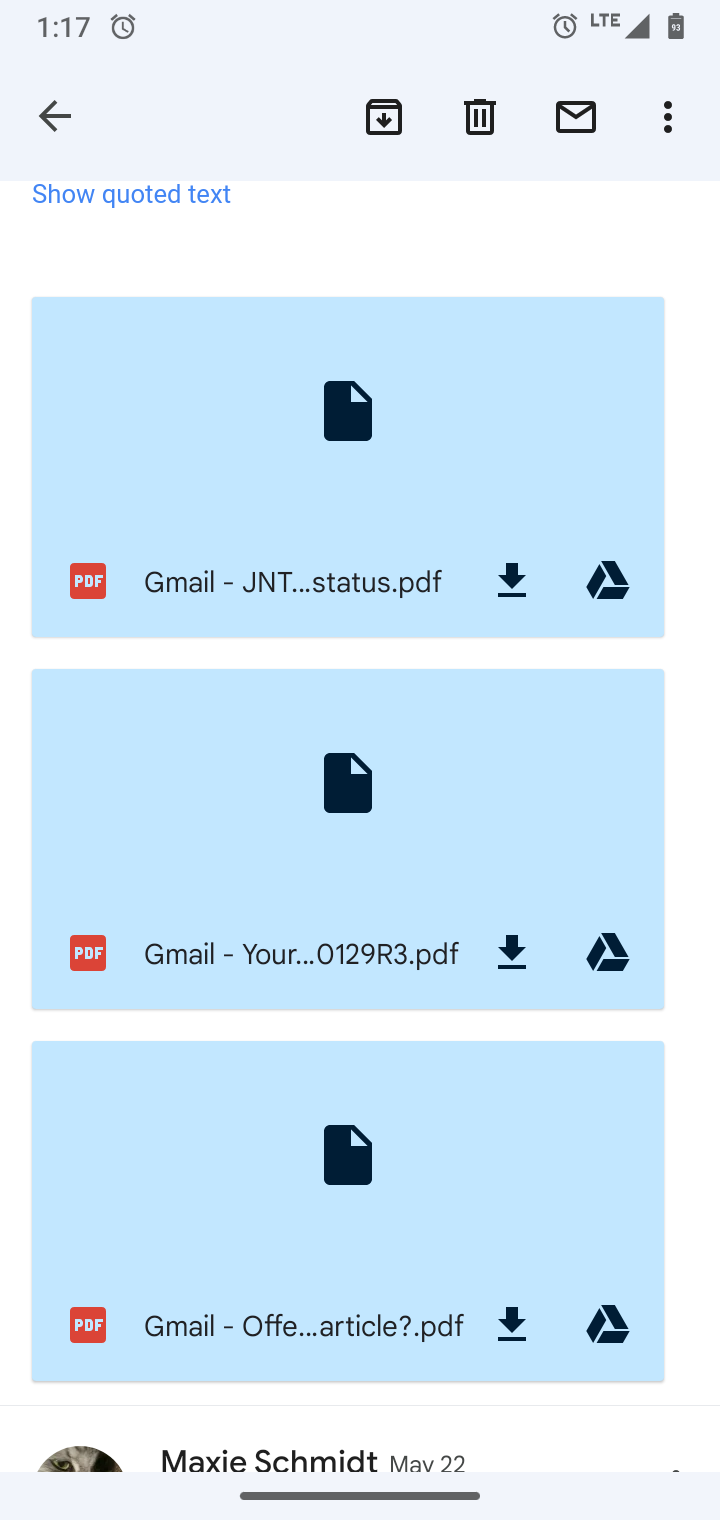 1:17 LTE 93
Show quoted text
PDF Gmail - JNT...status.pdf
PDF Gmail - Your...0129R3.pdf
PDF Gmail - Offe...article?.pdf
Maxie Schmidt May 22